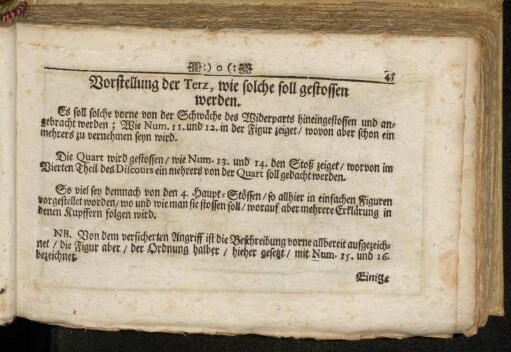 :) o (:
45
Vorstellung der Terz, wie solche soll gestossen
werden.
Es soll solche vorne von der Schwäche des Widerparts hineingestossen und an-
gebracht werden; Wie Num. 11. und 12. in der Figur zeiget / wovon aber schon ein
mehrers zu vernehmen seyn wird.
Die Quart wird gestossen / wie Num. 13. und 14. den Stoß zeiget / worvon im
Vierten Theil des Discours ein mehrers von der Quart soll gedacht werden.
So viel sey demnach von den 4. Haupt-Stössen / so allhier in einfachen Figuren
vorgestellet worden / wo und wie man sie stossen soll / worauf aber mehrere Erklärung in
denen Kupffern folgen wird.
NB. Von dem versicherten Angriff ist die Beschreibung vorne allbereit aufgezeich-
net / die Figur aber / der Ordnung halber / hieher gesetzt / mit Num. 15. und 16.
bezeichnet.
Einige